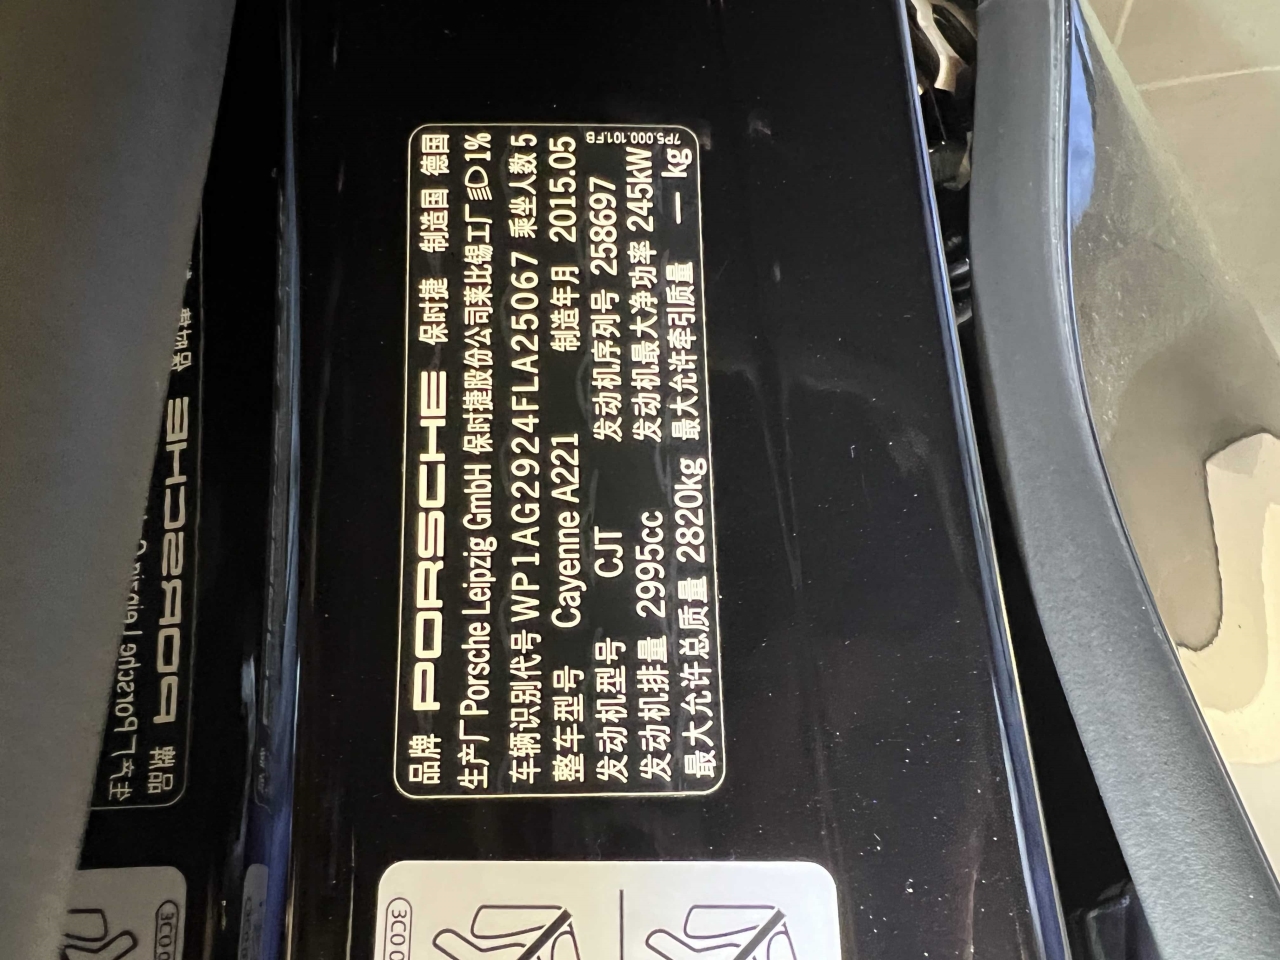 品牌 PORSCHE 保时捷 制造国 德国
生产厂 Porsche Leipzig GmbH 保时捷股份公司莱比锡工厂 1%
车辆识别代号 WP1AG2924FLA25067 乘坐人数 5
整车型号 Cayenne A221 制造年月 2015.05
发动机型号 CJT 发动机序列号 258697
发动机排量 2995cc 发动机最大净功率 245kW
最大允许总质量 2820kg 最大允许牵引质量 — kg
7P5.000.101.FB
3C0